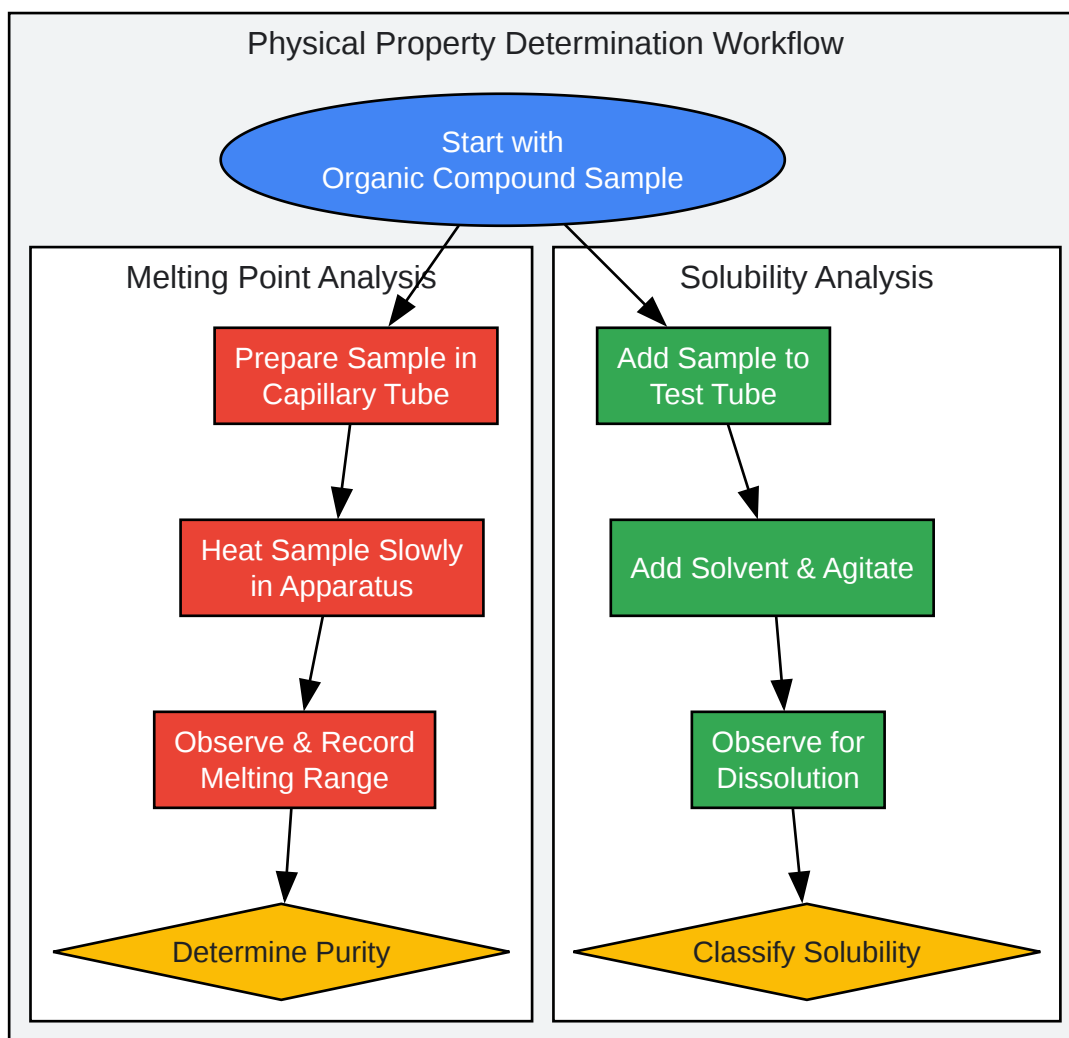 Physical Property Determination Workflow
Start with
Organic Compound Sample
Melting Point Analysis
Prepare Sample in
Capillary Tube
Heat Sample Slowly
in Apparatus
Observe & Record
Melting Range
Determine Purity
Solubility Analysis
Add Sample to
Test Tube
Add Solvent & Agitate
Observe for
Dissolution
Classify Solubility